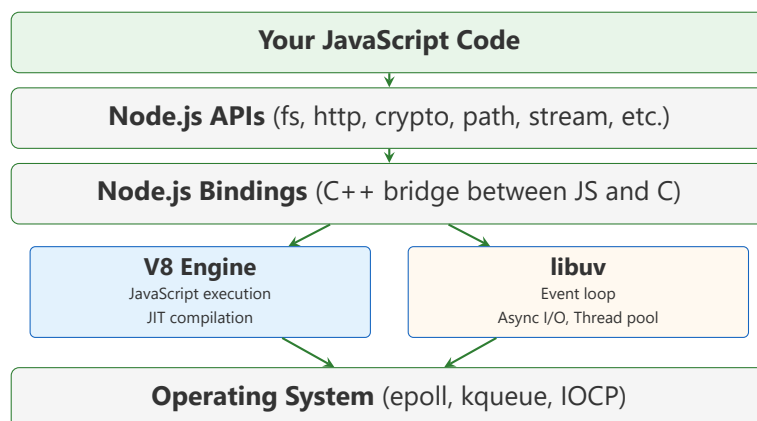 Your JavaScript Code
Node.js APIs (fs, http, crypto, path, stream, etc.)
Node.js Bindings (C++ bridge between JS and C)
V8 Engine
JavaScript execution
JIT compilation
libuv
Event loop
Async I/O, Thread pool
Operating System (epoll, kqueue, IOCP)